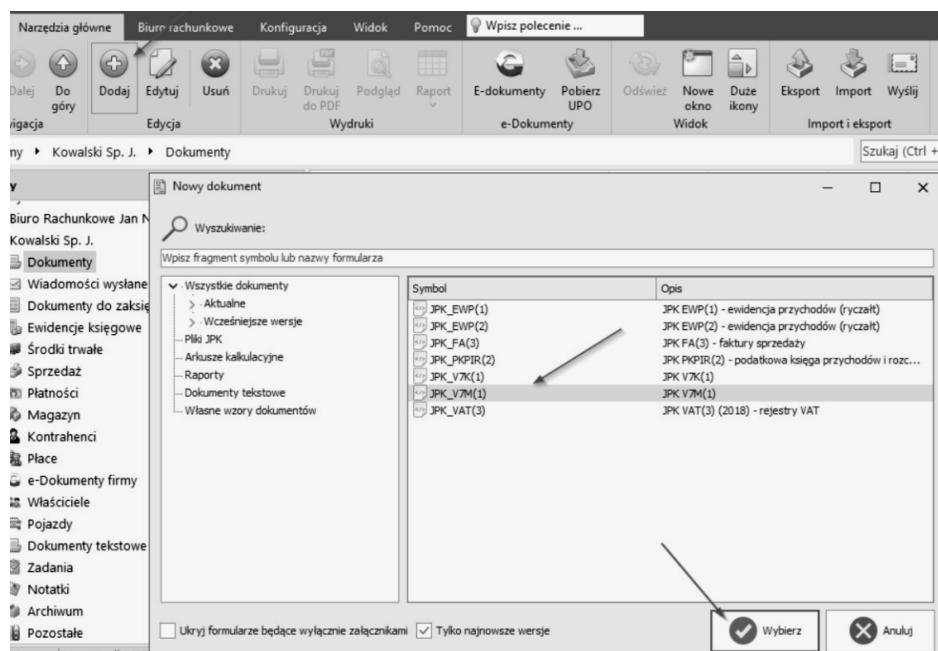 Narzędzia główne Biuro rachunkowe Konfiguracja Widok Pomoc Wpisz polecenie ...
Dalej Do góry Dodaj Edytuj Usuń Drukuj Drukuj do PDF Podgląd Raport E-dokumenty Pobierz UPO Odśwież Nowe okno Duże ikony Eksport Import Wyślij
wigacja Edycja Wydruki e-Dokumenty Widok Import i eksport
my Kowalski Sp. J. Dokumenty Szukaj (Ctrl +
y
Nowy dokument
Biuro Rachunkowe Jan N
Kowalski Sp. J.
Dokumenty
Wiadomości wysłane
Dokumenty do zaksię
Ewidencje księgowe
Środki trwałe
Sprzedaż
Płatności
Magazyn
Kontrahenci
Płace
e-Dokumenty firmy
Właściciele
Pojazdy
Dokumenty tekstowe
Zadania
Notatki
Archiwum
Pozostałe
Wyszukiwanie:
Wpisz fragment symbolu lub nazwy formularza
Wszystkie dokumenty
Aktualne
Wcześniejsze wersje
Pliki JPK
Arkusze kalkulacyjne
Raporty
Dokumenty tekstowe
Własne wzory dokumentów
Symbol Opis
JPK_EWP(1) JPK EWP(1) - ewidencja przychodów (ryczałt)
JPK_EWP(2) JPK EWP(2) - ewidencja przychodów (ryczałt)
JPK_FA(3) JPK FA(3) - faktury sprzedaży
JPK_PKPIR(2) JPK PKPIR(2) - podatkowa księga przychodów i rozc...
JPK_V7K(1) JPK V7K(1)
JPK_V7M(1) JPK V7M(1)
JPK_VAT(3) JPK VAT(3) (2018) - rejestry VAT
Ukryj formularze będące wyłącznie załącznikami Tylko najnowsze wersje Wybierz Anuluj